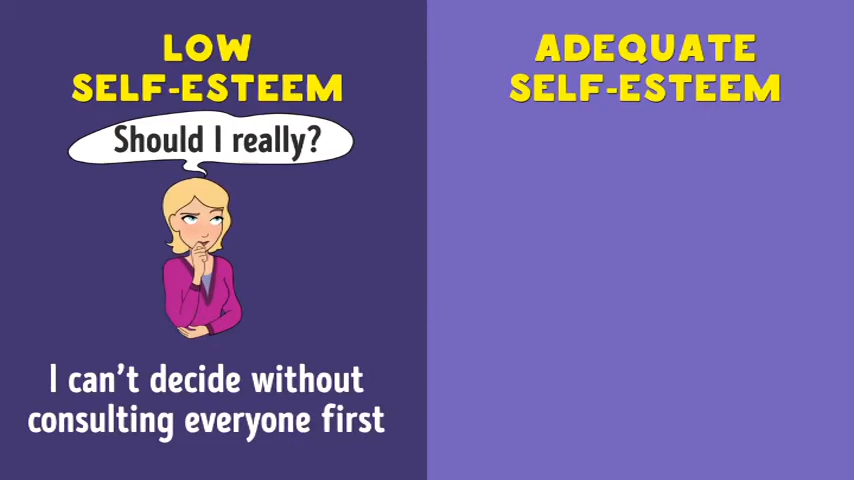 LOW
SELF-ESTEEM
Should I really?
I can't decide without
consulting everyone first
ADEQUATE
SELF-ESTEEM